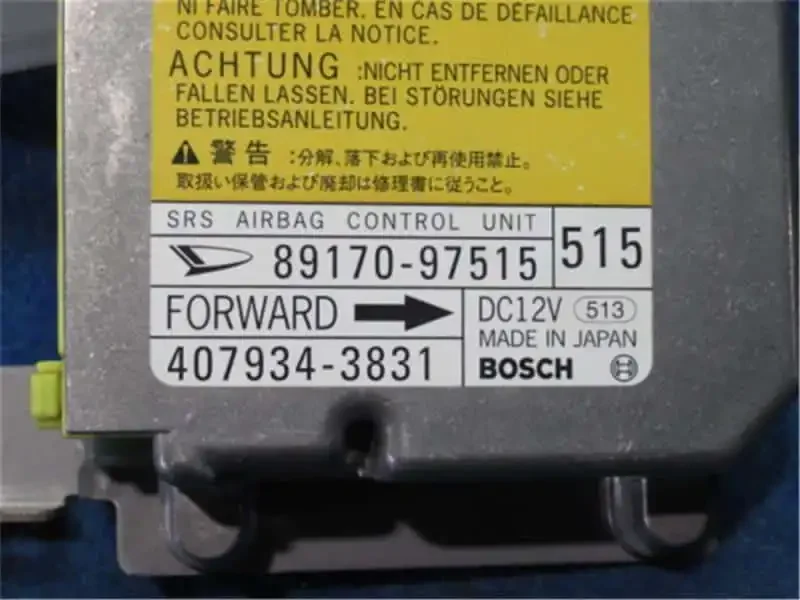 NI FAIRE TOMBER. EN CAS DE DÉFAILLANCE
CONSULTER LA NOTICE.
ACHTUNG :NICHT ENTFERNEN ODER
FALLEN LASSEN. BEI STÖRUNGEN SIEHE
BETRIEBSANLEITUNG.
警告 :分解、落下および再使用禁止。
取扱い保管および廃却は修理書に従うこと。
SRS AIRBAG CONTROL UNIT
89170-97515
515
FORWARD
DC12V 513
MADE IN JAPAN
407934-3831
BOSCH